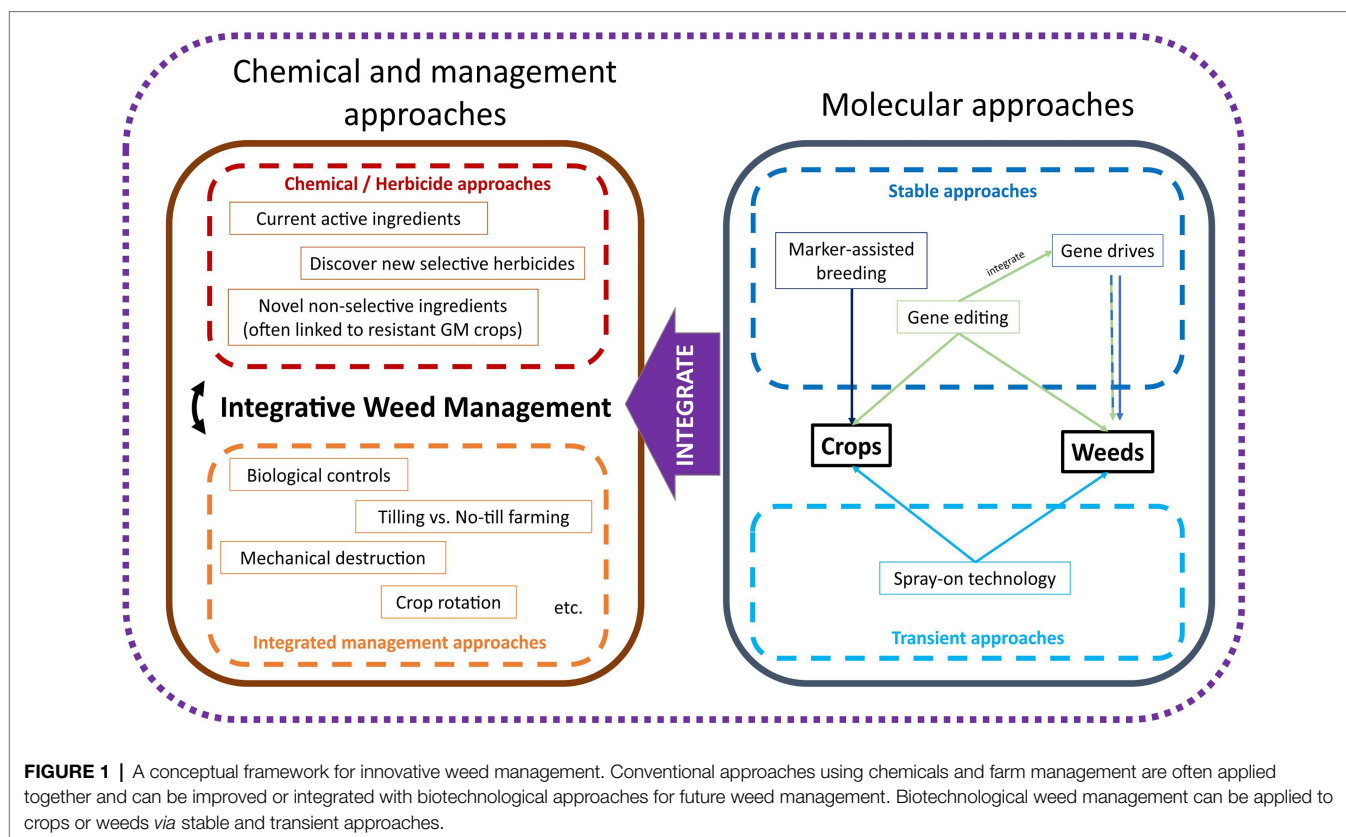 Chemical and management
approaches
Chemical / Herbicide approaches
Current active ingredients
Discover new selective herbicides
Novel non-selective ingredients
(often linked to resistant GM crops)
Integrative Weed Management
Biological controls
Tilling vs. No-till farming
Mechanical destruction
Crop rotation
etc.
Integrated management approaches
INTEGRATE
Molecular approaches
Stable approaches
Marker-assisted
breeding
integrate
Gene drives
Gene editing
Crops
Weeds
Spray-on technology
Transient approaches
FIGURE 1 | A conceptual framework for innovative weed management. Conventional approaches using chemicals and farm management are often applied
together and can be improved or integrated with biotechnological approaches for future weed management. Biotechnological weed management can be applied to
crops or weeds via stable and transient approaches.